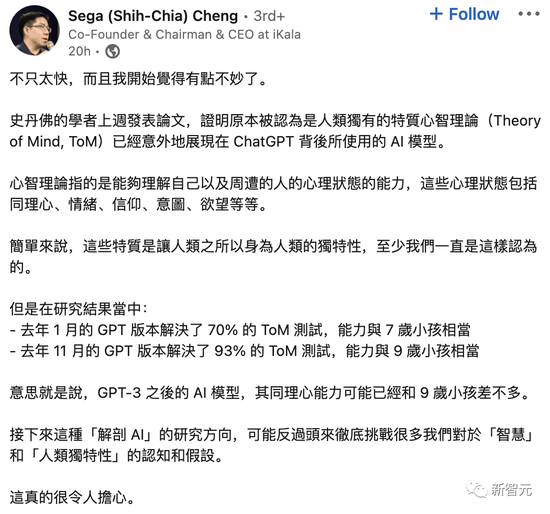 Sega (Shih-Chia) Cheng • 3rd+
+ Follow
Co-Founder & Chairman & CEO at iKala
20h •
不只太快，而且我開始覺得有點不妙了。
史丹佛的學者上週發表論文，證明原本被認為是人類獨有的特質心智理論（Theory
of Mind, ToM）已經意外地展現在 ChatGPT 背後所使用的 AI 模型。
心智理論指的是能夠理解自己以及周遭的人的心理狀態的能力，這些心理狀態包括
同理心、情緒、信仰、意圖、欲望等等。
簡單來說，這些特質是讓人類之所以身為人類的獨特性，至少我們一直是這樣認為
的。
但是在研究結果當中：
- 去年 1 月的 GPT 版本解決了 70% 的 ToM 測試，能力與 7 歲小孩相當
- 去年 11 月的 GPT 版本解決了 93% 的 ToM 測試，能力與 9 歲小孩相當
意思就是說，GPT-3 之後的 AI 模型，其同理心能力可能已經和 9 歲小孩差不多。
接下來這種「解剖 AI」的研究方向，可能反過頭來徹底挑戰很多我們對於「智慧」
和「人類獨特性」的認知和假設。
這真的很令人擔心。
新智元